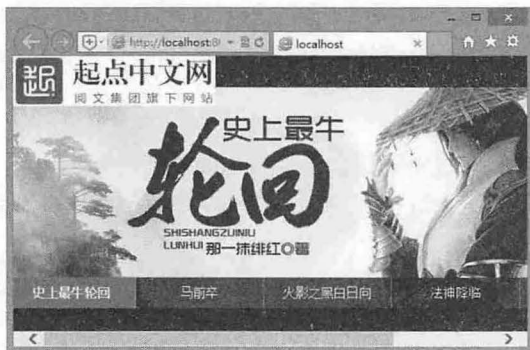 http://localhost:8
localhost
起点中文网
阅文集团旗下网站
史上最牛
轮回
SHISHANGZUINIU
LUNHUI 那一抹绯红◎著
史上最牛轮回
马前卒
火影之黑白日向
法神降临